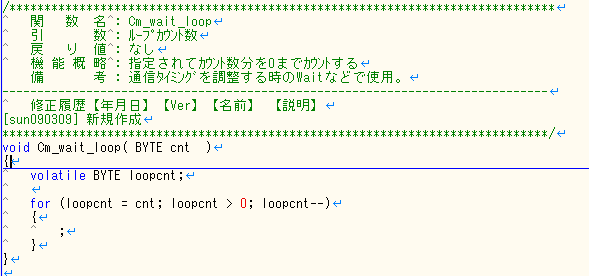 /*******************************************************************************
関 数 名 : Cm_wait_loop
引 数 : ﾙｰﾌﾟｶｳﾝﾄ数
戻 り 値 : なし
機 能 概 略 : 指定されてｶｳﾝﾄ数分を0までｶｳﾝﾄする
備 考 : 通信ﾀｲﾐﾝｸﾞを調整する時のWaitなどで使用。
--------------------------------------------------------------------------------
修正履歴【年月日】 【Ver】 【名前】 【説明】
[sun090309] 新規作成
*******************************************************************************/
void Cm_wait_loop( BYTE cnt )
{
volatile BYTE loopcnt;
for (loopcnt = cnt; loopcnt > 0; loopcnt--)
{
;
}
}